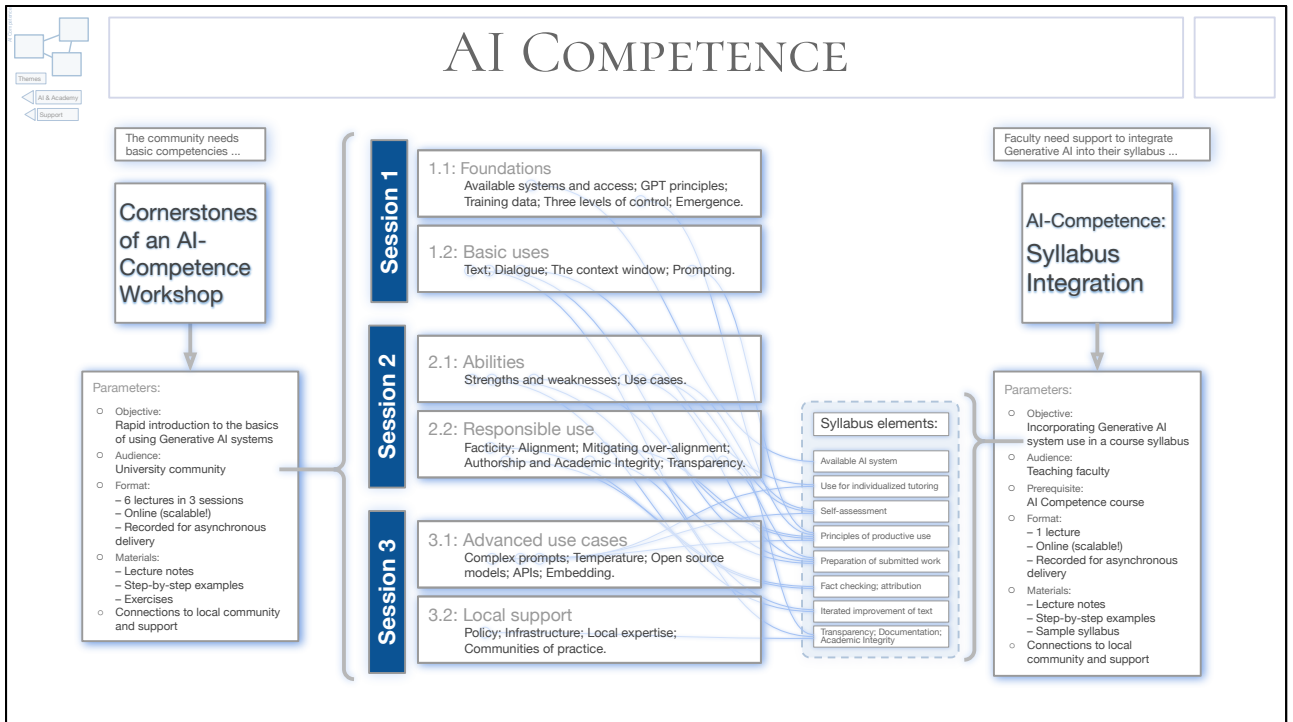 AI COMPETENCE
Themes
AI & Academy
Support
The community needs
basic competencies ...
Cornerstones
of an AI-
Competence
Workshop
Parameters:
○ Objective:
Rapid introduction to the basics
of using Generative AI systems
○ Audience:
University community
○ Format:
– 6 lectures in 3 sessions
– Online (scalable!)
– Recorded for asynchronous
delivery
○ Materials:
– Lecture notes
– Step-by-step examples
– Exercises
○ Connections to local community
and support
Session 1
1.1: Foundations
Available systems and access; GPT principles;
Training data; Three levels of control; Emergence.
1.2: Basic uses
Text; Dialogue; The context window; Prompting.
Session 2
2.1: Abilities
Strengths and weaknesses; Use cases.
2.2: Responsible use
Facticity; Alignment; Mitigating over-alignment;
Authorship and Academic Integrity; Transparency.
Session 3
3.1: Advanced use cases
Complex prompts; Temperature; Open source
models; APIs; Embedding.
3.2: Local support
Policy; Infrastructure; Local expertise;
Communities of practice.
Syllabus elements:
Available AI system
Use for individualized tutoring
Self-assessment
Principles of productive use
Preparation of submitted work
Fact checking; attribution
Iterated improvement of text
Transparency; Documentation;
Academic Integrity
Faculty need support to integrate
Generative AI into their syllabus ...
AI-Competence:
Syllabus
Integration
Parameters:
○ Objective:
Incorporating Generative AI
system use in a course syllabus
○ Audience:
Teaching faculty
○ Prerequisite:
AI Competence course
○ Format:
– 1 lecture
– Online (scalable!)
– Recorded for asynchronous
delivery
○ Materials:
– Lecture notes
– Step-by-step examples
– Sample syllabus
○ Connections to local
community and support